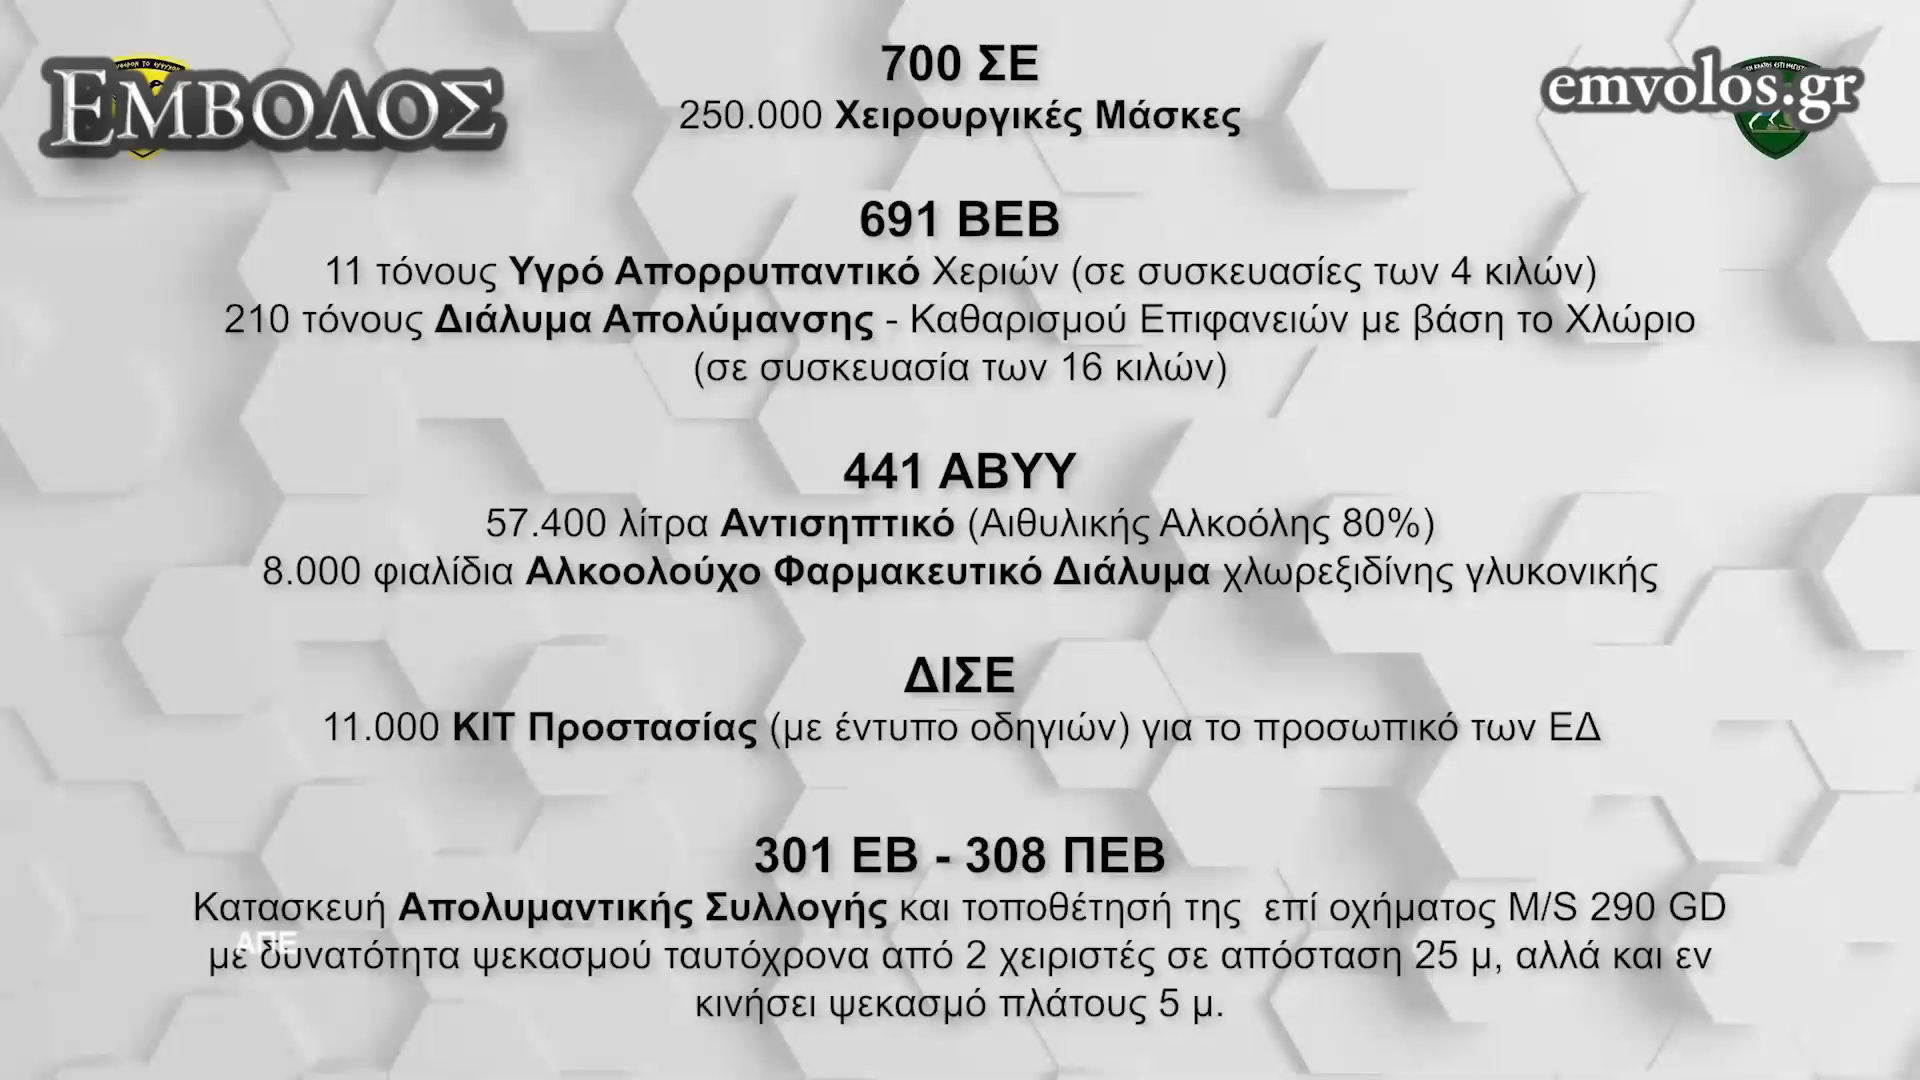 ΕΜΒΟΛΟΣ
emvolos.gr
700 ΣΕ
250.000 Χειρουργικές Μάσκες
691 ΒΕΒ
11 τόνους Υγρό Απορρυπαντικό Χεριών (σε συσκευασίες των 4 κιλών)
210 τόνους Διάλυμα Απολύμανσης - Καθαρισμού Επιφανειών με βάση το Χλώριο
(σε συσκευασία των 16 κιλών)
441 ΑΒΥΥ
57.400 λίτρα Αντισηπτικό (Αιθυλικής Αλκοόλης 80%)
8.000 φιαλίδια Αλκοολούχο Φαρμακευτικό Διάλυμα χλωρεξιδίνης γλυκονικής
ΔΙΣΕ
11.000 ΚΙΤ Προστασίας (με έντυπο οδηγιών) για το προσωπικό των ΕΔ
301 ΕΒ - 308 ΠΕΒ
Κατασκευή Απολυμαντικής Συλλογής και τοποθέτησή της επί οχήματος M/S 290 GD
ΑΠΕ
με δυνατότητα ψεκασμού ταυτόχρονα από 2 χειριστές σε απόσταση 25 μ, αλλά και εν
κινήσει ψεκασμό πλάτους 5 μ.